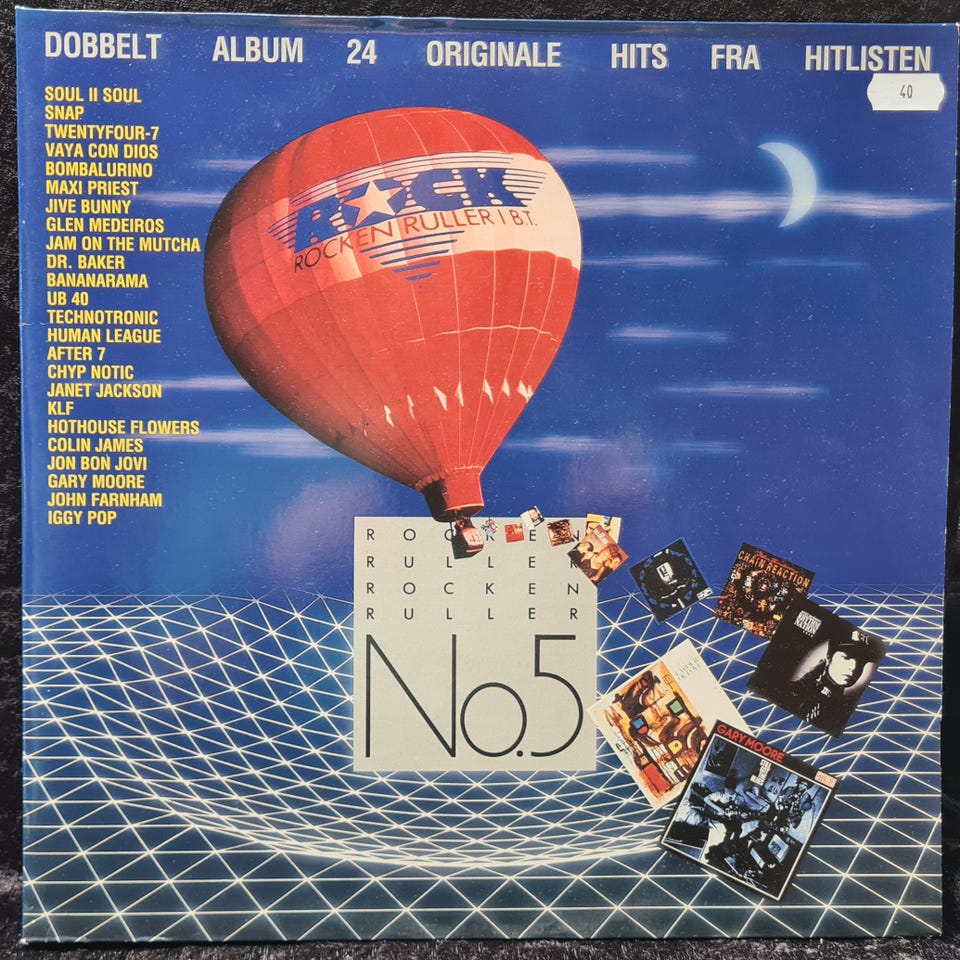 DOBBELT ALBUM 24 ORIGINALE HITS FRA HITLISTEN
40
SOUL II SOUL
SNAP
TWENTYFOUR-7
VAYA CON DIOS
BOMBALURINO
MAXI PRIEST
JIVE BUNNY
GLEN MEDEIROS
JAM ON THE MUTCHA
DR. BAKER
BANANARAMA
UB 40
TECHNOTRONIC
HUMAN LEAGUE
AFTER 7
CHYP NOTIC
JANET JACKSON
KLF
HOTHOUSE FLOWERS
COLIN JAMES
JON BON JOVI
GARY MOORE
JOHN FARNHAM
IGGY POP
ROCK
ROCKEN RULLER I B.T.
ROCKEN
RULLER
ROCKEN
RULLER
No.5
CHAIN REACTION
GARY MOORE